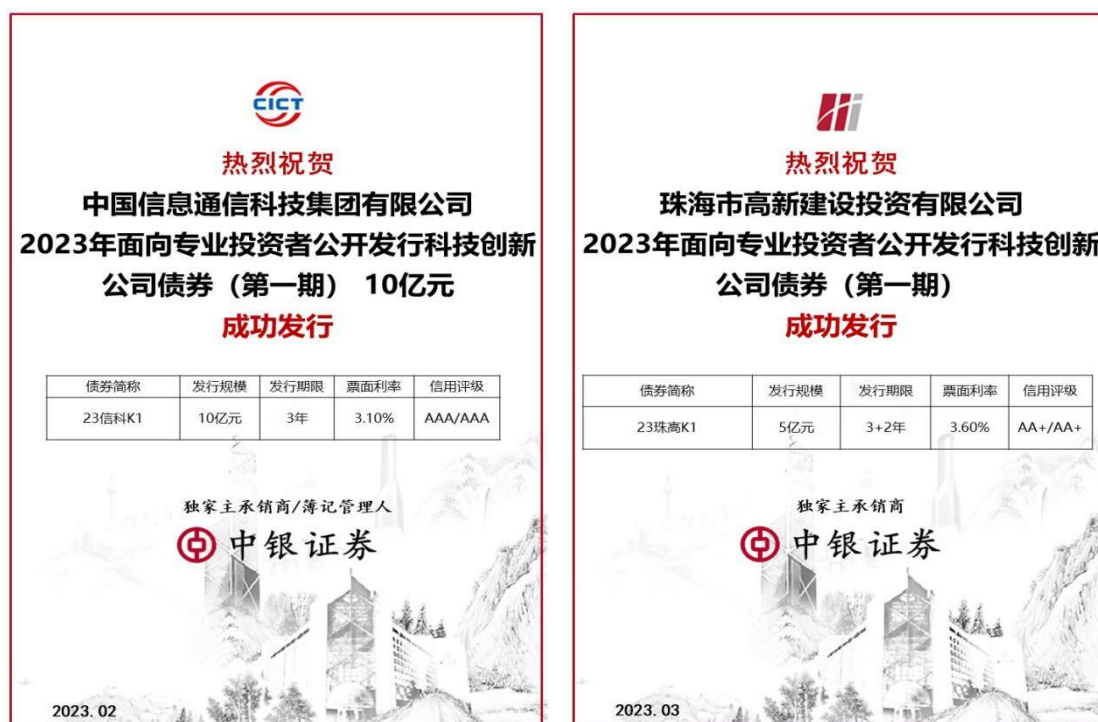 CICT
热烈祝贺
中国信息通信科技集团有限公司
2023年面向专业投资者公开发行科技创新
公司债券（第一期） 10亿元
成功发行
债券简称 发行规模 发行期限 票面利率 信用评级
23信科K1 10亿元 3年 3.10% AAA/AAA
独家主承销商/簿记管理人
中银证券
2023.02
热烈祝贺
珠海市高新建设投资有限公司
2023年面向专业投资者公开发行科技创新
公司债券（第一期）
成功发行
债券简称 发行规模 发行期限 票面利率 信用评级
23珠高K1 5亿元 3+2年 3.60% AA+/AA+
独家主承销商
中银证券
2023.03